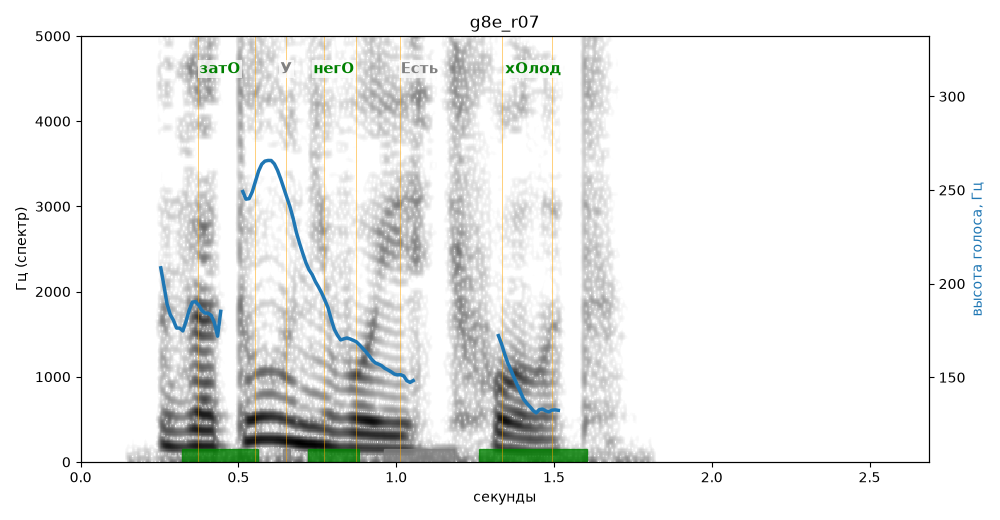 g8e_r07
затО У негО Есть хОлод
5000
4000
3000
2000
1000
0
Гц (спектр)
300
250
200
150
высота голоса, Гц
0.0 0.5 1.0 1.5 2.0 2.5
секунды